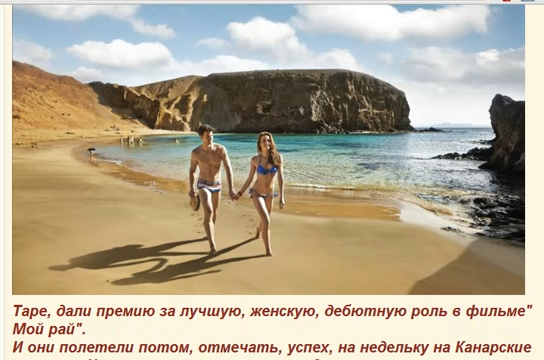 Таре, дали премию за лучшую, женскую, дебютную роль в фильме"
Мой рай".
И они полетели потом, отмечать, успех, на недельку на Канарские